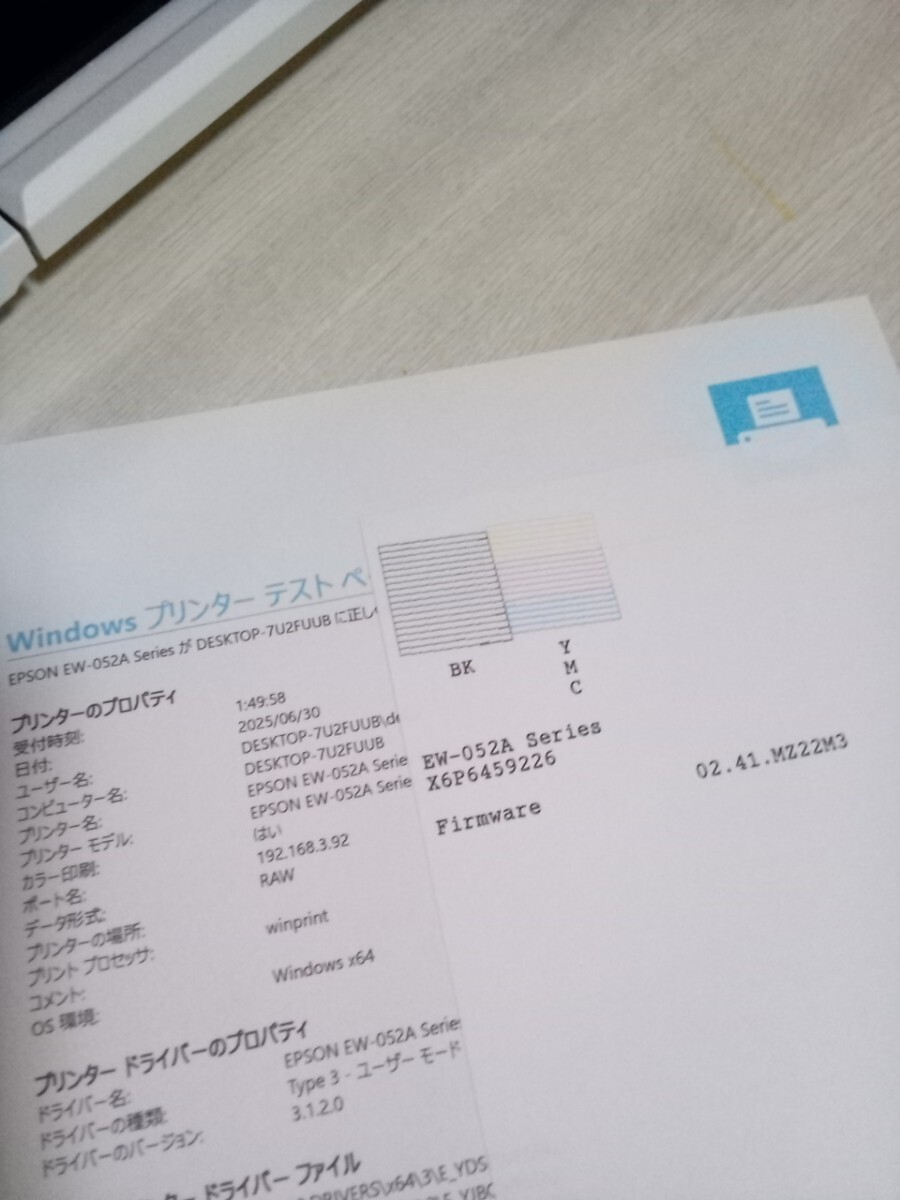 Windows プリンター テスト ペ
EPSON EW-052A Series が DESKTOP-7U2FUUB に正し
プリンターのプロパティ
受付時刻: 1:49:58
日付: 2025/06/30
ユーザー名: DESKTOP-7U2FUUB\de
コンピューター名: DESKTOP-7U2FUUB
プリンター名: EPSON EW-052A Serie
プリンター モデル: EPSON EW-052A Serie
カラー印刷: はい
ポート名: 192.168.3.92
データ形式: RAW
プリンターの場所:
プリント プロセッサ: winprint
コメント:
OS 環境: Windows x64
プリンター ドライバーのプロパティ
ドライバー名: EPSON EW-052A Series
ドライバーの種類: Type 3 - ユーザー モード
ドライバーのバージョン: 3.1.2.0
ター ドライバー ファイル
DRIVERS\x64\3\E_YDS
BK
Y
M
C
EW-052A Series
X6P6459226
Firmware 02.41.MZ22M3